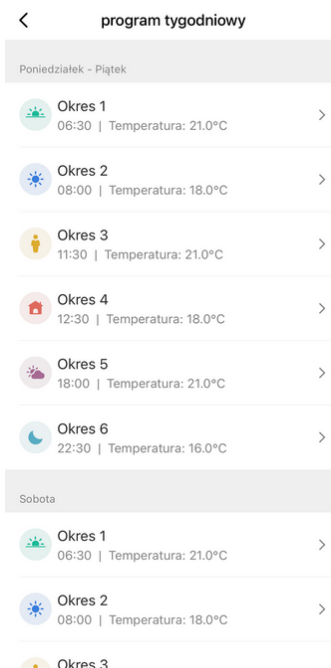 program tygodniowy
Poniedziałek - Piątek
Okres 1
06:30 | Temperatura: 21.0°C
Okres 2
08:00 | Temperatura: 18.0°C
Okres 3
11:30 | Temperatura: 21.0°C
Okres 4
12:30 | Temperatura: 18.0°C
Okres 5
18:00 | Temperatura: 21.0°C
Okres 6
22:30 | Temperatura: 16.0°C
Sobota
Okres 1
06:30 | Temperatura: 21.0°C
Okres 2
08:00 | Temperatura: 18.0°C
Okres 3